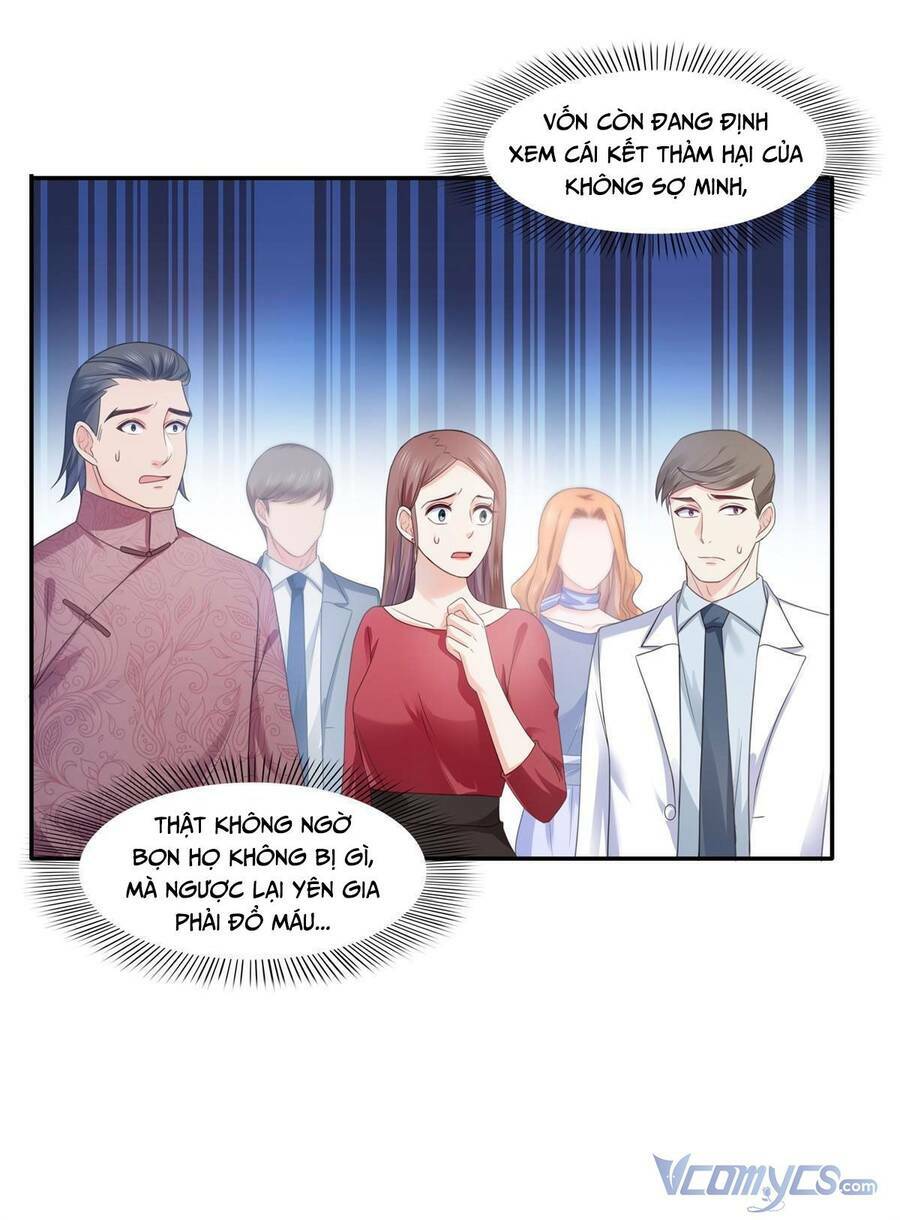 VỐN CÒN ĐANG ĐỊNH
XEM CÁI KẾT THẢM HẠI CỦA
KHÔNG SỢ MINH,
THẬT KHÔNG NGỜ
BỌN HỌ KHÔNG BỊ GÌ,
MÀ NGƯỢC LẠI YÊN GIA
PHẢI ĐỔ MÁU...
VCOMYCS.com